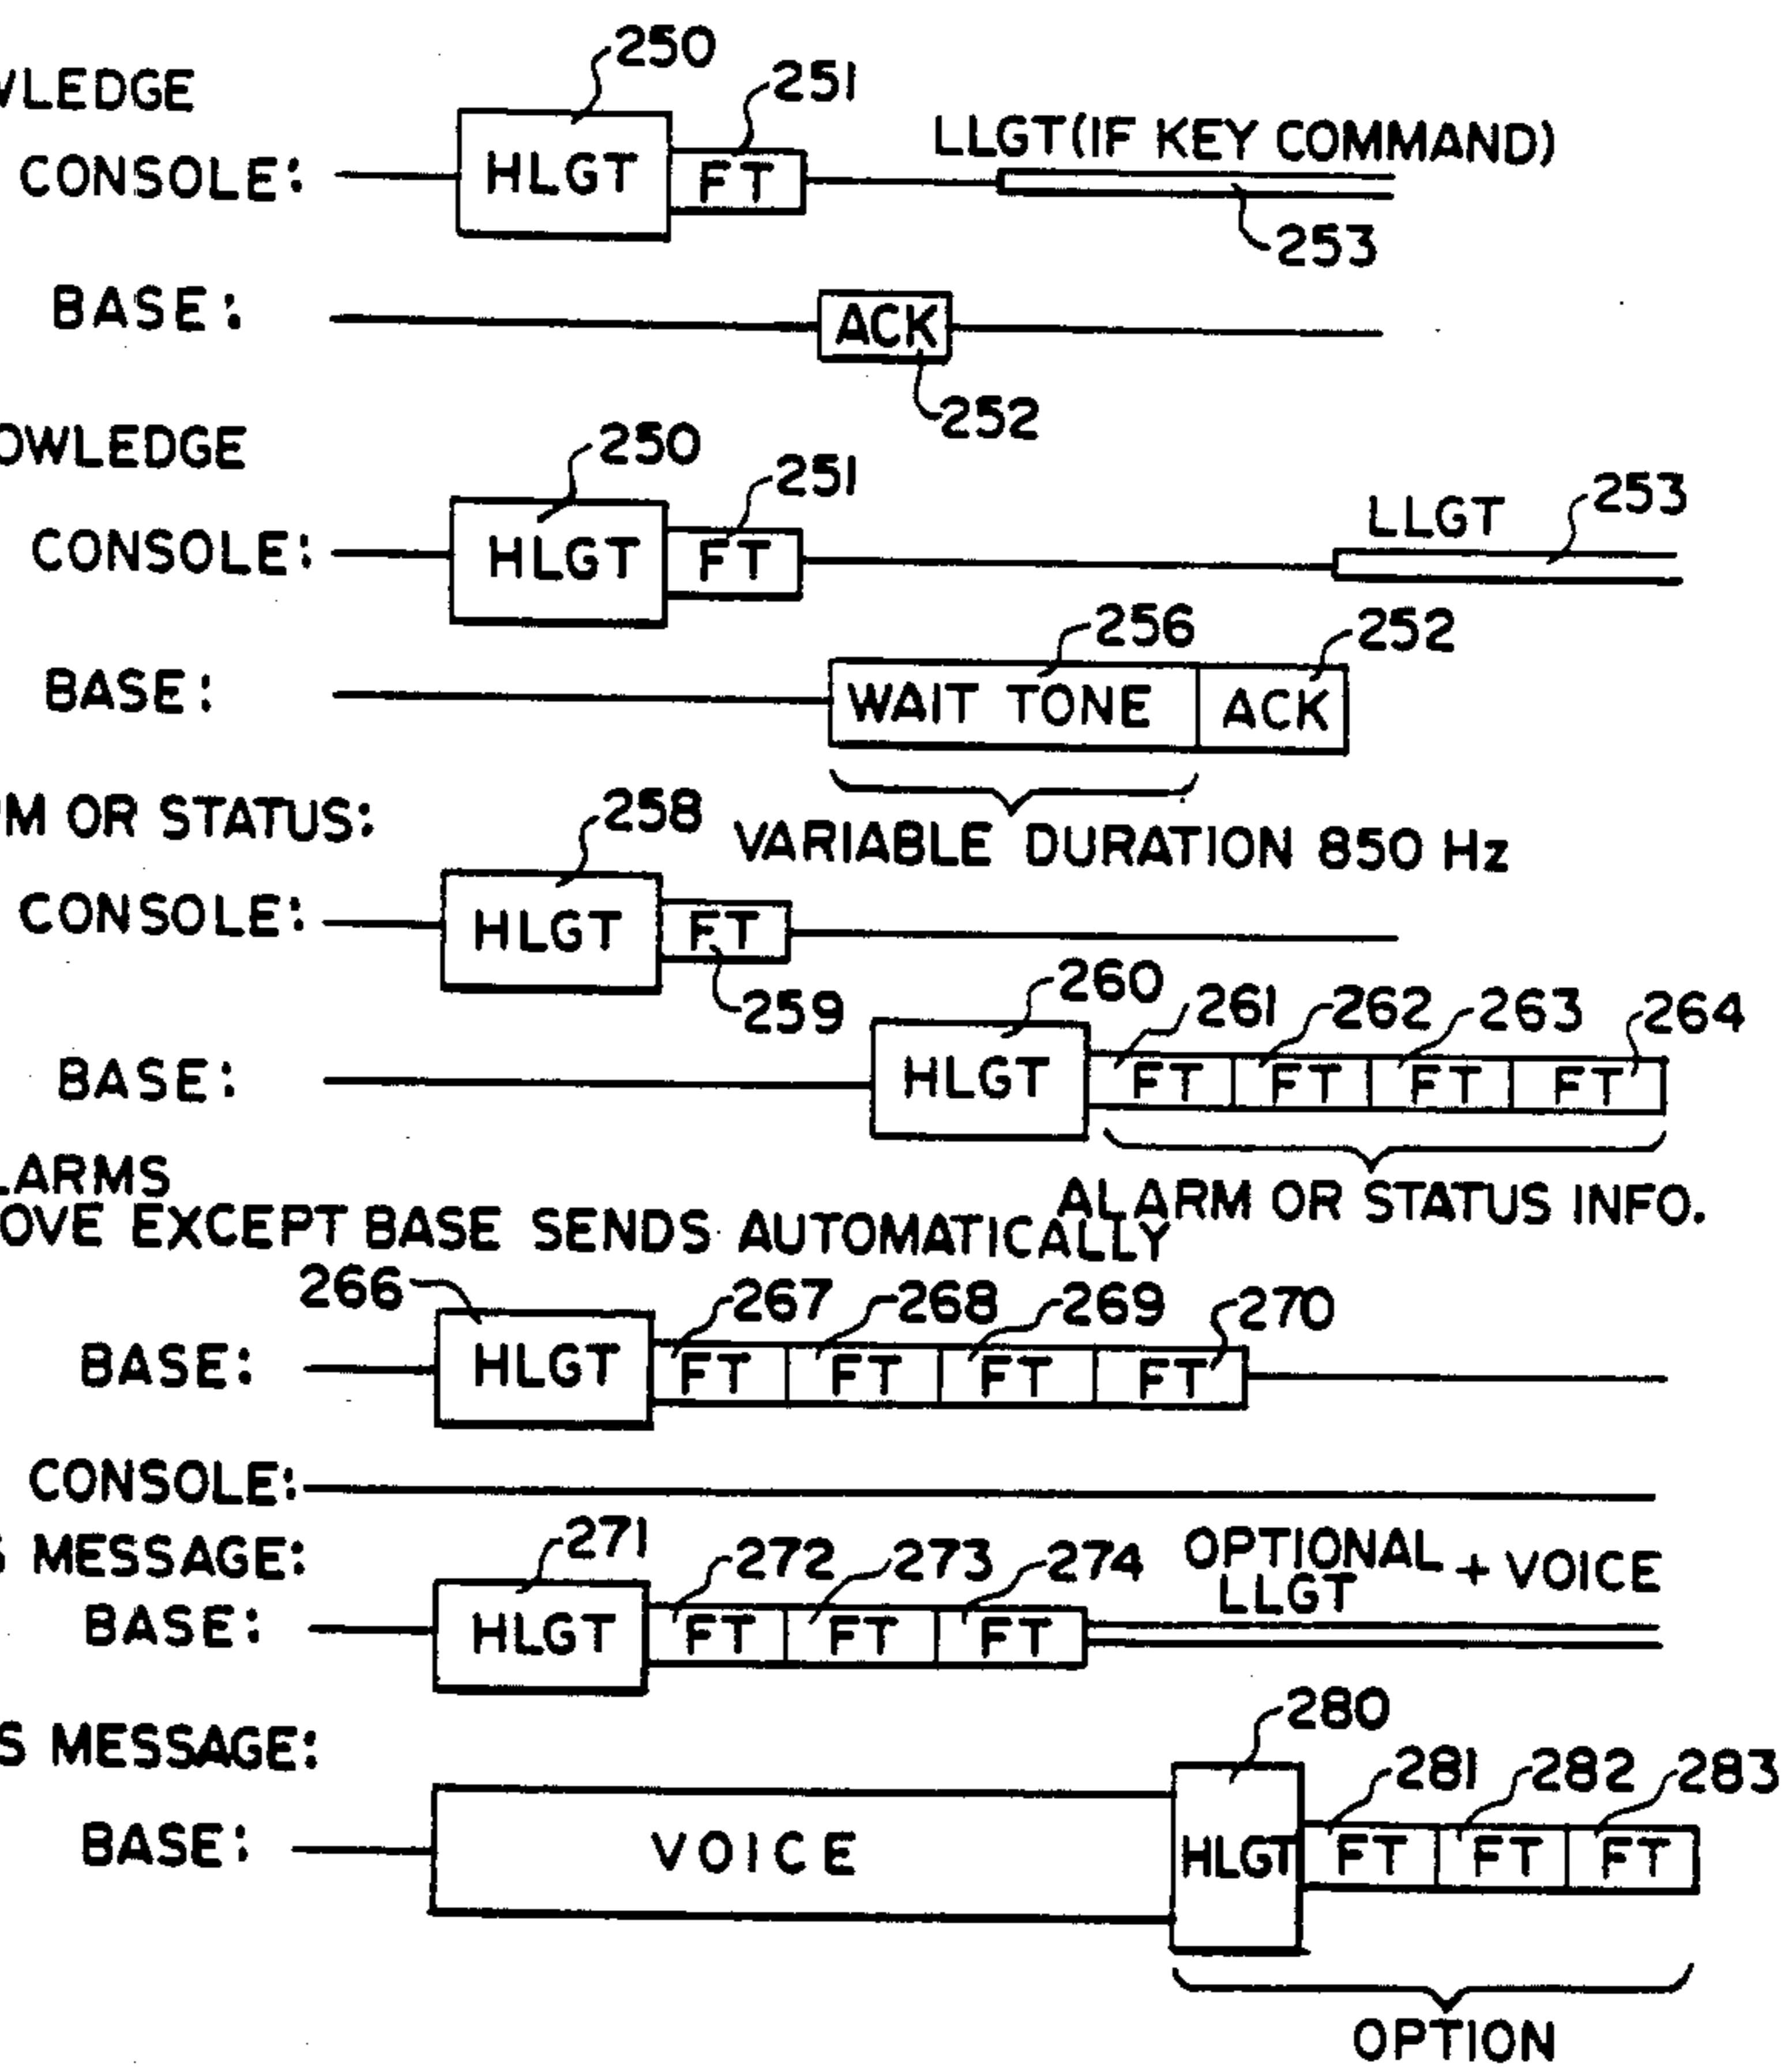 250
WLEDGE
251
LLGT(IF KEY COMMAND)
CONSOLE: HLGT FT
253
BASE: ACK
252
OWLEDGE
250
251
LLGT
253
CONSOLE: HLGT FT
256
252
BASE: WAIT TONE ACK
VARIABLE DURATION 850 Hz
M OR STATUS:
258
CONSOLE: HLGT FT
259
260
261
262
263
264
BASE: HLGT FT FT FT FT
ALARM OR STATUS INFO.
LARMS
OVE EXCEPT BASE SENDS AUTOMATICALLY
266
267
268
269
270
BASE: HLGT FT FT FT FT
CONSOLE:
S MESSAGE:
271
272
273
274
OPTIONAL + VOICE
LLGT
BASE: HLGT FT FT FT
280
S MESSAGE:
281
282
283
BASE: VOICE HLGT FT FT FT
OPTION